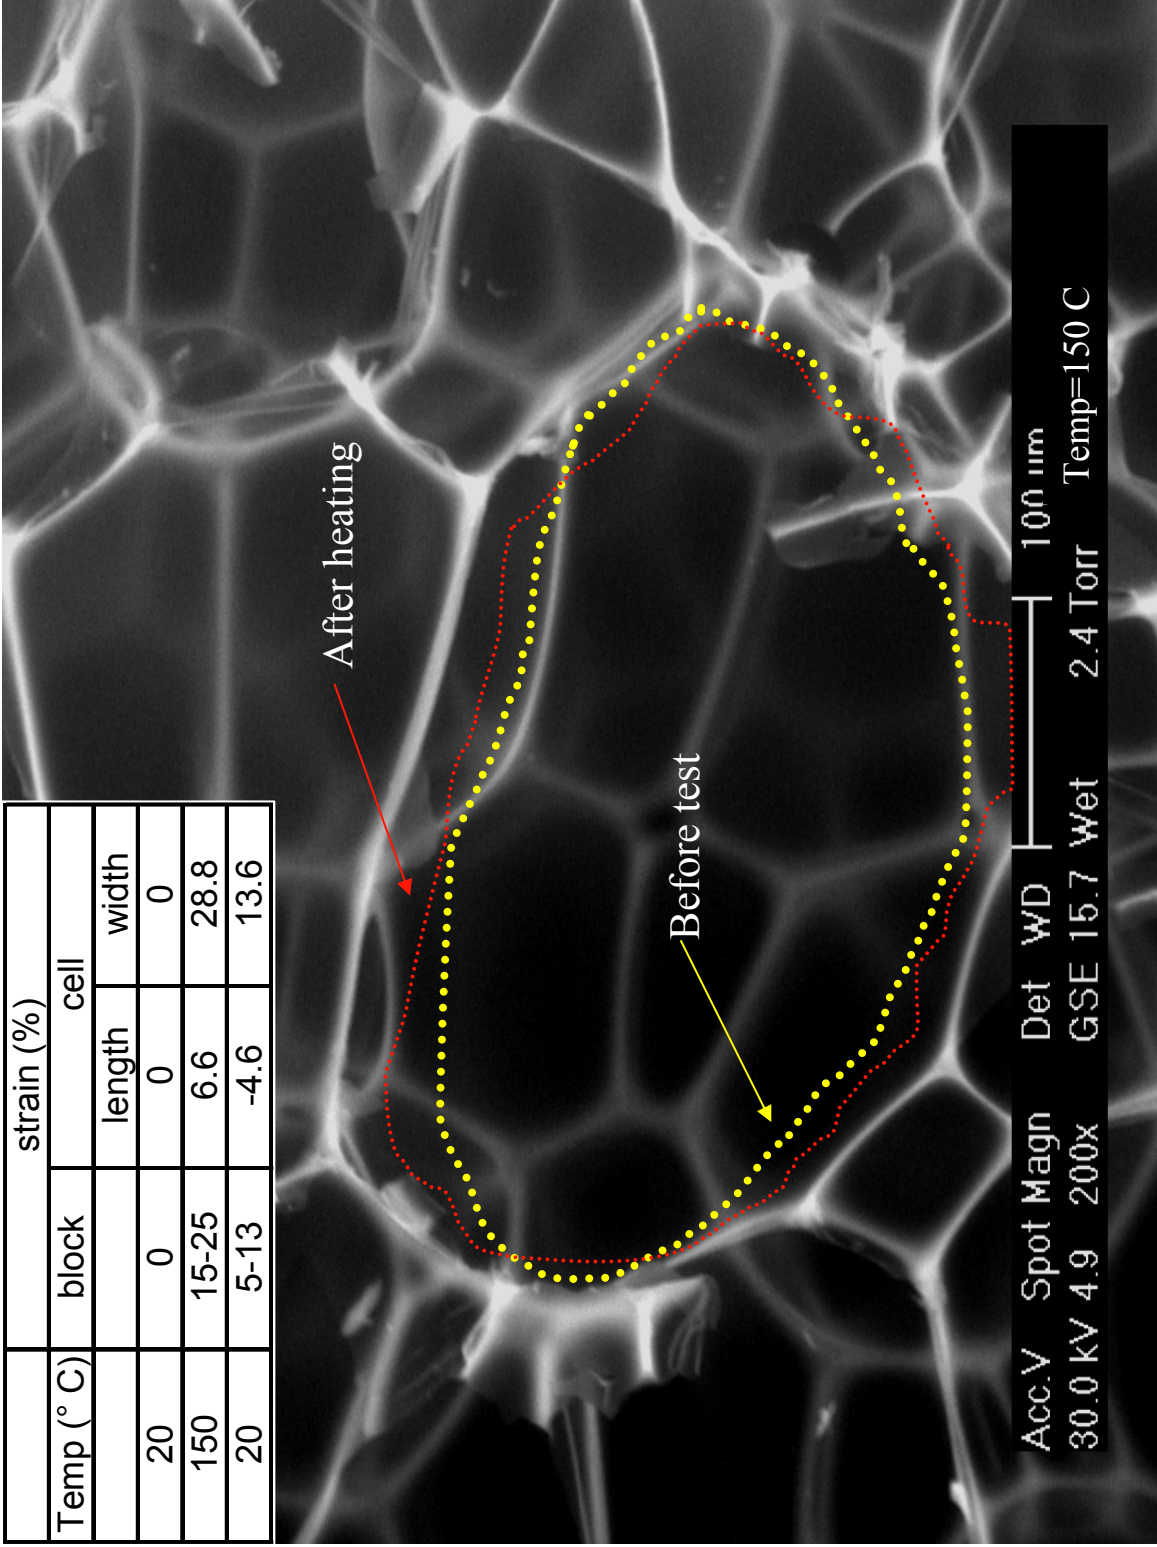 strain (%)
Temp (° C) block cell
length width
20 0 0 0
150 15-25 6.6 28.8
20 5-13 -4.6 13.6
After heating
Before test
Acc.V Spot Magn Det WD 100 µm
30.0 kV 4.9 200x GSE 15.7 Wet 2.4 Torr Temp=150 C